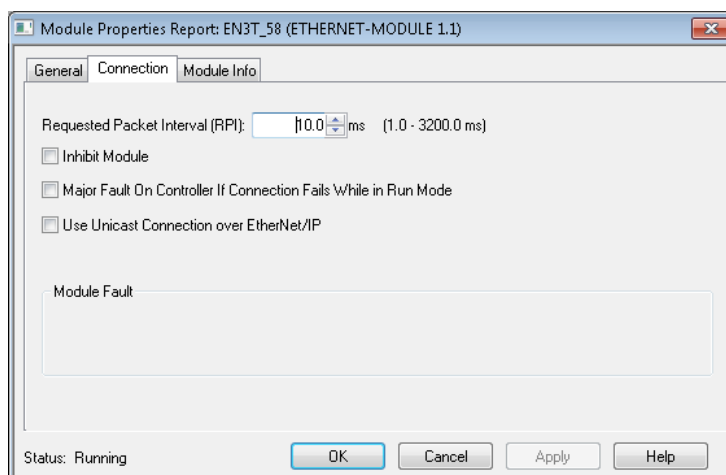 Module Properties Report: EN3T_58 (ETHERNET-MODULE 1.1)
General Connection Module Info
Requested Packet Interval (RPI): 10.0 ms (1.0 - 3200.0 ms)
Inhibit Module
Major Fault On Controller If Connection Fails While in Run Mode
Use Unicast Connection over EtherNet/IP
Module Fault
Status: Running OK Cancel Apply Help